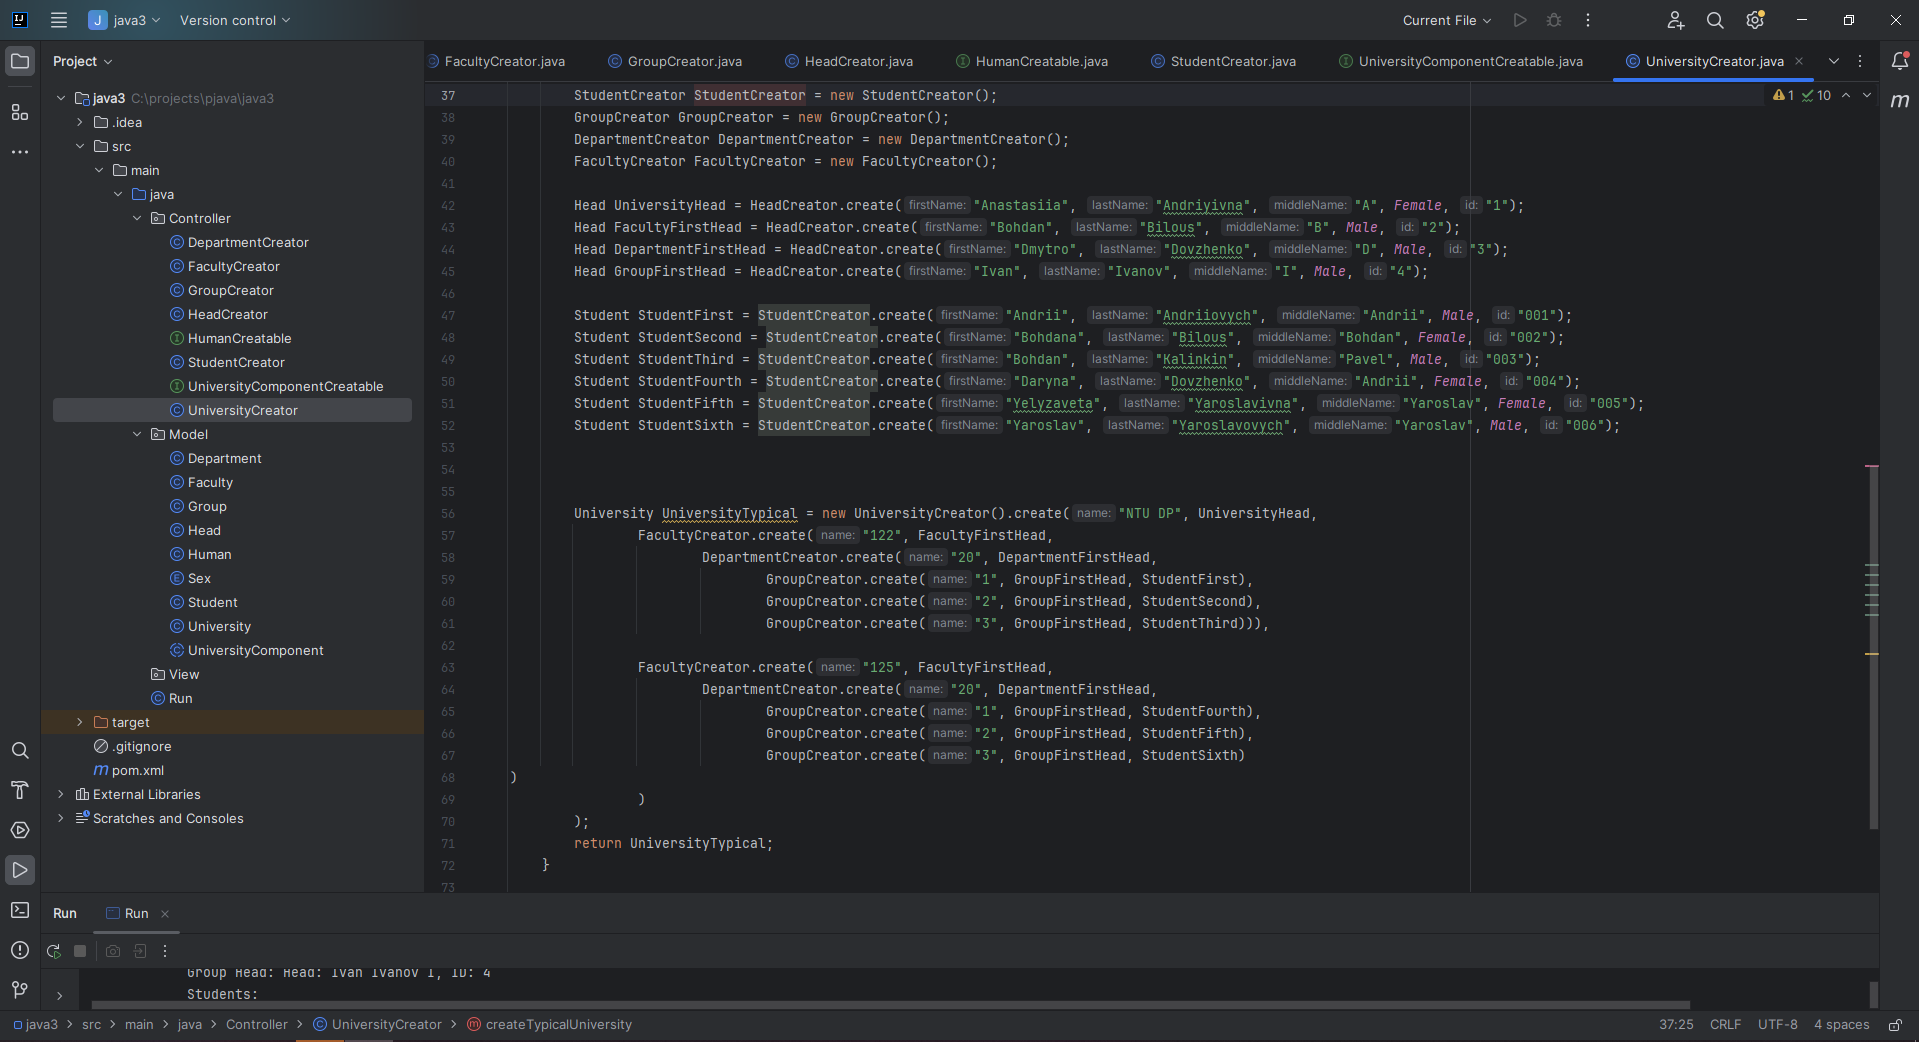 java3
Version control
Current File
Project
FacultyCreator.java
GroupCreator.java
HeadCreator.java
HumanCreatable.java
StudentCreator.java
UniversityComponentCreatable.java
UniversityCreator.java
java3 C:\projects\pjava\java3
.idea
src
main
java
Controller
DepartmentCreator
FacultyCreator
GroupCreator
HeadCreator
HumanCreatable
StudentCreator
UniversityComponentCreatable
UniversityCreator
Model
Department
Faculty
Group
Head
Human
Sex
Student
University
UniversityComponent
View
Run
target
.gitignore
pom.xml
External Libraries
Scratches and Consoles
1 10
37 StudentCreator StudentCreator = new StudentCreator();
38 GroupCreator GroupCreator = new GroupCreator();
39 DepartmentCreator DepartmentCreator = new DepartmentCreator();
40 FacultyCreator FacultyCreator = new FacultyCreator();
41
42 Head UniversityHead = HeadCreator.create( firstName: "Anastasiia", lastName: "Andriyivna", middleName: "A", Female, id: "1");
43 Head FacultyFirstHead = HeadCreator.create( firstName: "Bohdan", lastName: "Bilous", middleName: "B", Male, id: "2");
44 Head DepartmentFirstHead = HeadCreator.create( firstName: "Dmytro", lastName: "Dovzhenko", middleName: "D", Male, id: "3");
45 Head GroupFirstHead = HeadCreator.create( firstName: "Ivan", lastName: "Ivanov", middleName: "I", Male, id: "4");
46
47 Student StudentFirst = StudentCreator.create( firstName: "Andrii", lastName: "Andriiovych", middleName: "Andrii", Male, id: "001");
48 Student StudentSecond = StudentCreator.create( firstName: "Bohdana", lastName: "Bilous", middleName: "Bohdan", Female, id: "002");
49 Student StudentThird = StudentCreator.create( firstName: "Bohdan", lastName: "Kalinkin", middleName: "Pavel", Male, id: "003");
50 Student StudentFourth = StudentCreator.create( firstName: "Daryna", lastName: "Dovzhenko", middleName: "Andrii", Female, id: "004");
51 Student StudentFifth = StudentCreator.create( firstName: "Yelyzaveta", lastName: "Yaroslavivna", middleName: "Yaroslav", Female, id: "005");
52 Student StudentSixth = StudentCreator.create( firstName: "Yaroslav", lastName: "Yaroslavovych", middleName: "Yaroslav", Male, id: "006");
53
54
55
56 University UniversityTypical = new UniversityCreator().create( name: "NTU DP", UniversityHead,
57 FacultyCreator.create( name: "122", FacultyFirstHead,
58 DepartmentCreator.create( name: "20", DepartmentFirstHead,
59 GroupCreator.create( name: "1", GroupFirstHead, StudentFirst),
60 GroupCreator.create( name: "2", GroupFirstHead, StudentSecond),
61 GroupCreator.create( name: "3", GroupFirstHead, StudentThird))),
62
63 FacultyCreator.create( name: "125", FacultyFirstHead,
64 DepartmentCreator.create( name: "20", DepartmentFirstHead,
65 GroupCreator.create( name: "1", GroupFirstHead, StudentFourth),
66 GroupCreator.create( name: "2", GroupFirstHead, StudentFifth),
67 GroupCreator.create( name: "3", GroupFirstHead, StudentSixth)
68 )
69 )
70 );
71 return UniversityTypical;
72 }
73
Run Run
Group Head: Head: Ivan Ivanov I, ID: 4
Students:
java3 > src > main > java > Controller > UniversityCreator > createTypicalUniversity
37:25 CRLF UTF-8 4 spaces